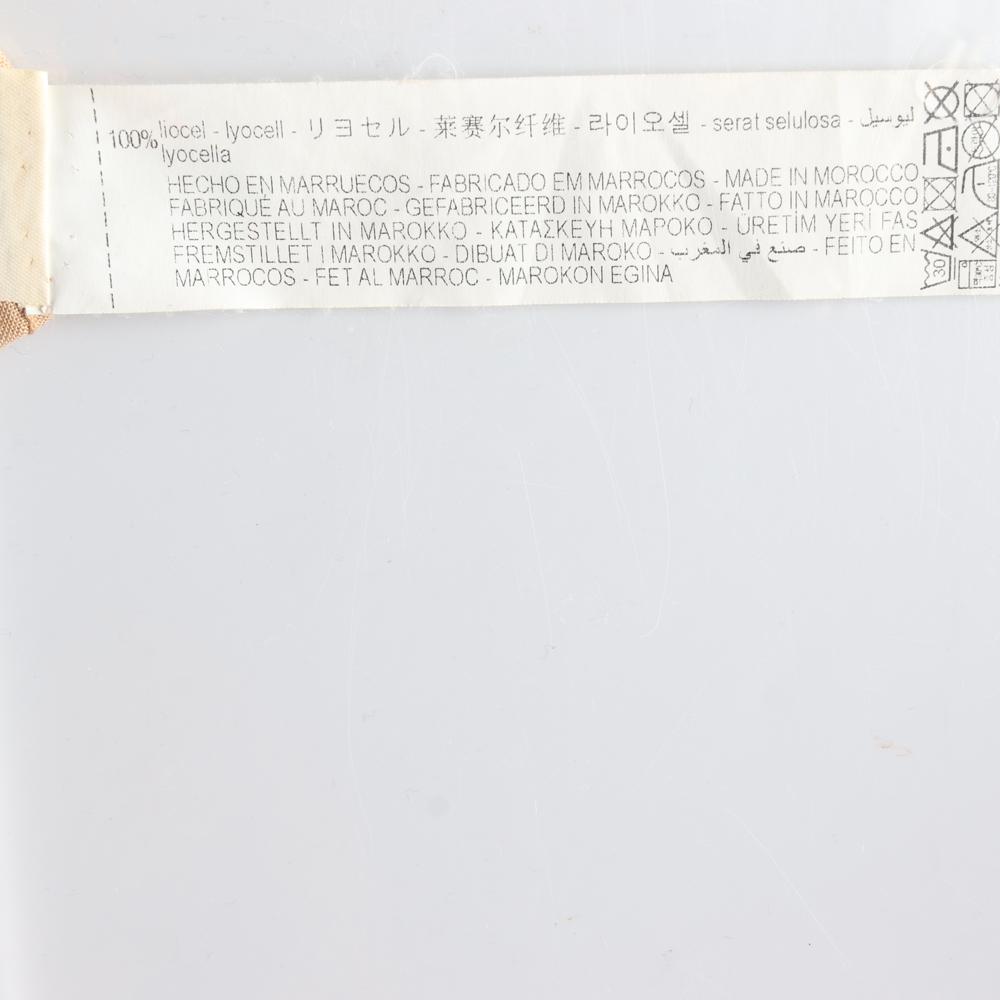 100% liocel - lyocell - リヨセル - 莱赛尔纤维 - 라이오셀 - serat selulosa - ليوسيل
lyocella
HECHO EN MARRUECOS - FABRICADO EM MARROCOS - MADE IN MOROCCO
FABRIQUÉ AU MAROC - GEFABRICEERD IN MAROKKO - FATTO IN MAROCCO
HERGESTELLT IN MAROKKO - ΚΑΤΑΣΚΕΥΗ ΜΑΡΟΚΟ - ÜRETİM YERİ FAS
FREMSTILLET I MAROKKO - DIBUAT DI MAROKO - صنع في المغرب - FEITO EN
MARROCOS - FET AL MARROC - MAROKON EGINA
30